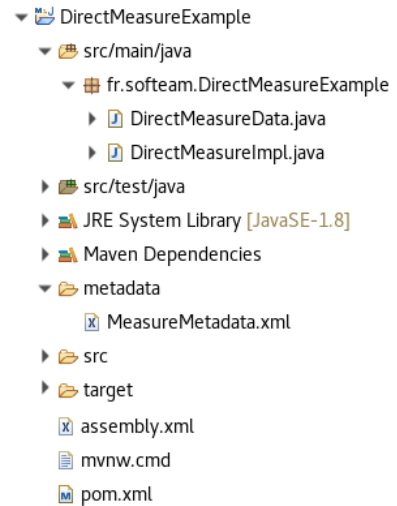 DirectMeasureExample
src/main/java
fr.softeam.DirectMeasureExample
DirectMeasureData.java
DirectMeasureImpl.java
src/test/java
JRE System Library [JavaSE-1.8]
Maven Dependencies
metadata
MeasureMetadata.xml
src
target
assembly.xml
mvnw.cmd
pom.xml